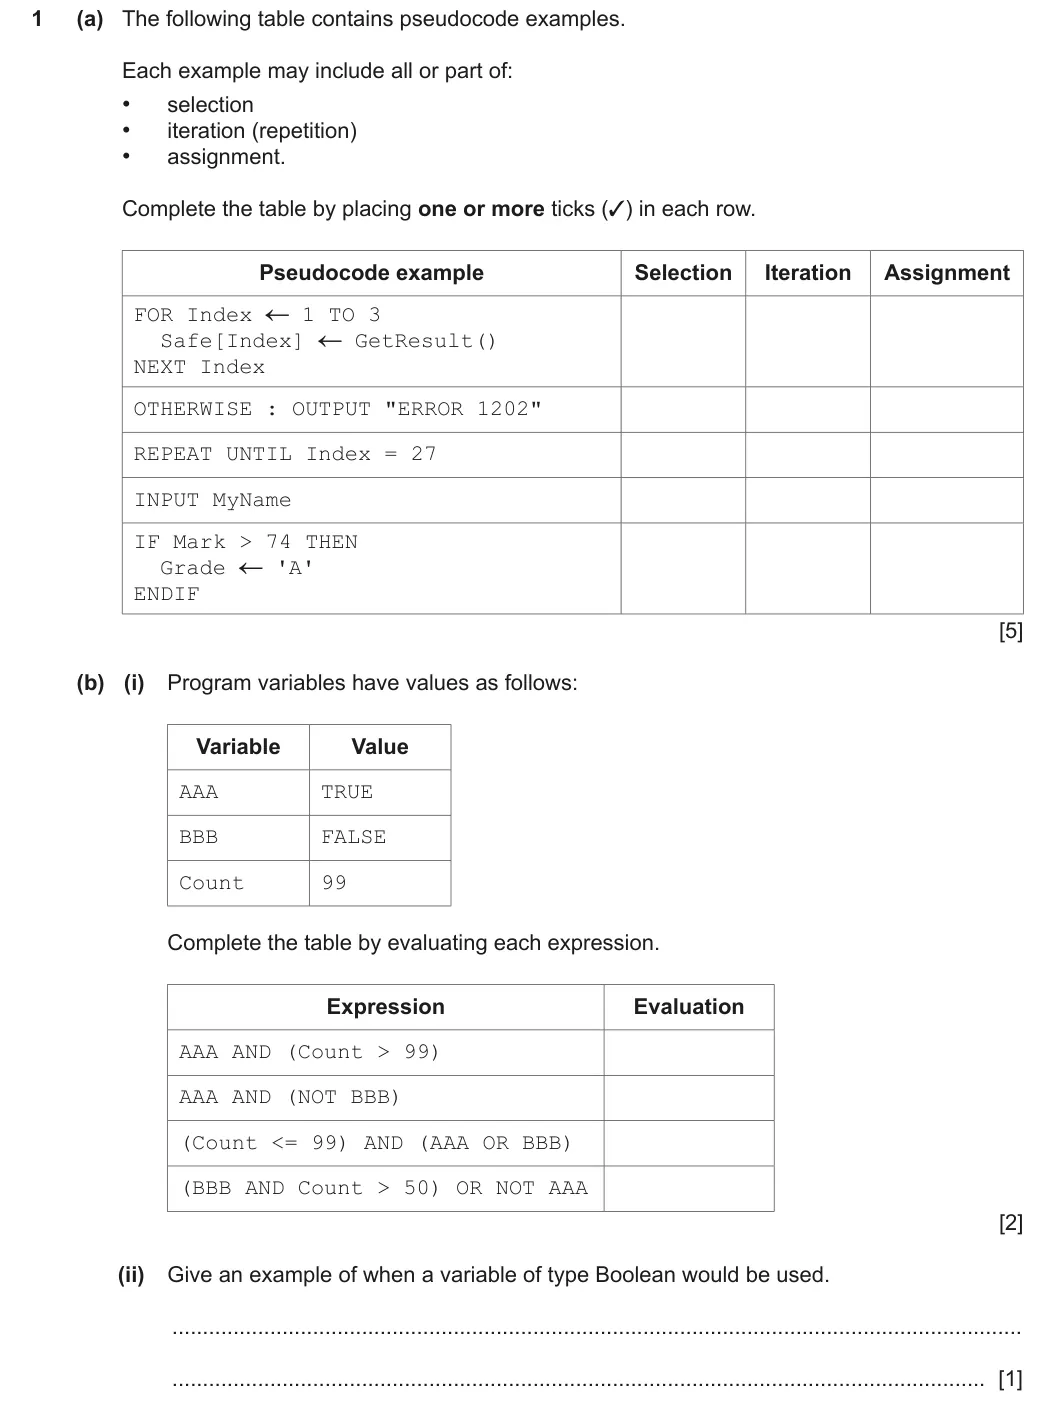 1 (a) The following table contains pseudocode examples.
Each example may include all or part of:
• selection
• iteration (repetition)
• assignment.
Complete the table by placing one or more ticks (✓) in each row.
Pseudocode example Selection Iteration Assignment
FOR Index ← 1 TO 3
Safe[Index] ← GetResult()
NEXT Index
OTHERWISE : OUTPUT "ERROR 1202"
REPEAT UNTIL Index = 27
INPUT MyName
IF Mark > 74 THEN
Grade ← 'A'
ENDIF
[5]
(b) (i) Program variables have values as follows:
Variable Value
AAA TRUE
BBB FALSE
Count 99
Complete the table by evaluating each expression.
Expression Evaluation
AAA AND (Count > 99)
AAA AND (NOT BBB)
(Count <= 99) AND (AAA OR BBB)
(BBB AND Count > 50) OR NOT AAA
[2]
(ii) Give an example of when a variable of type Boolean would be used.
[1]